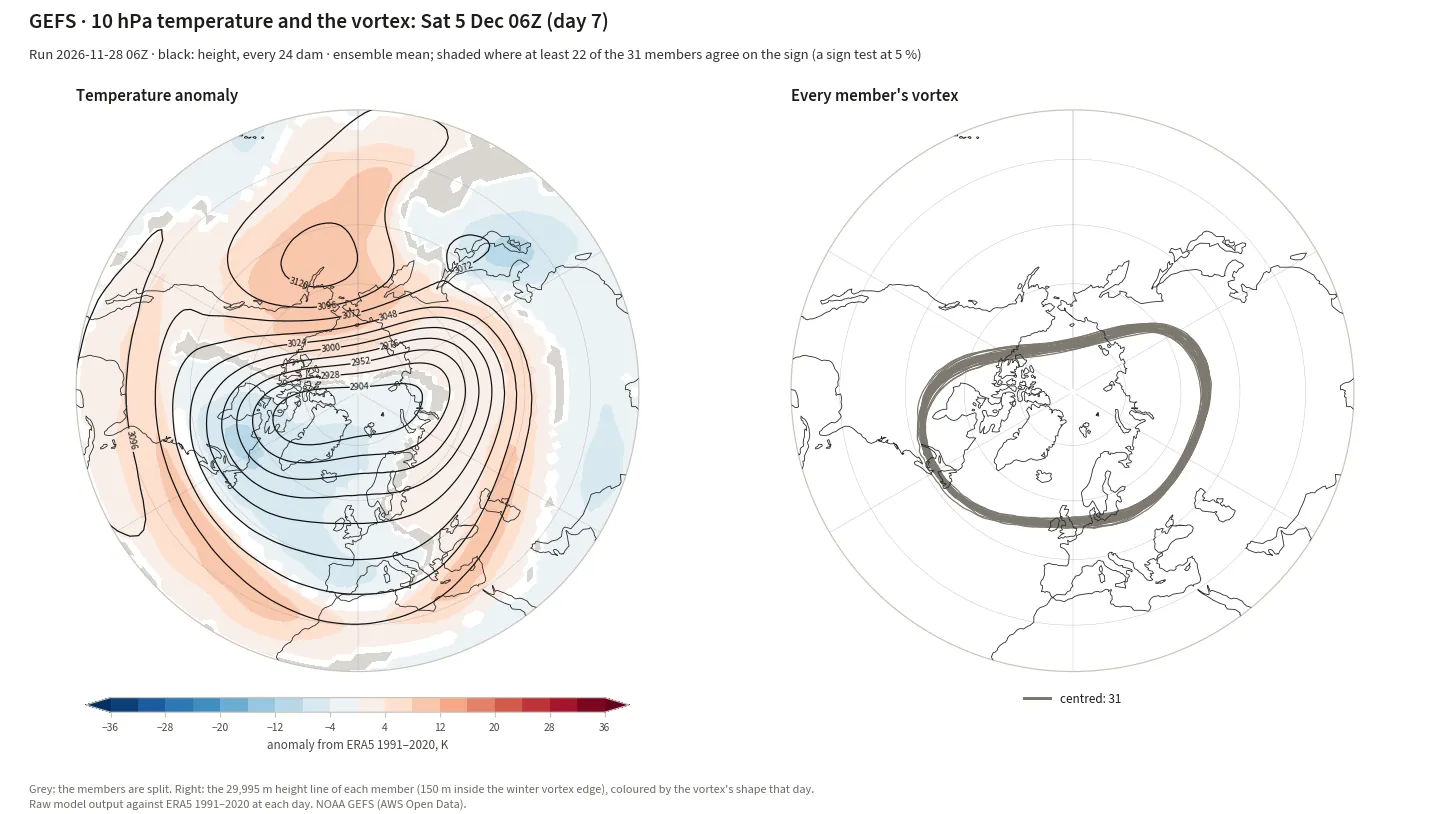 GEFS · 10 hPa temperature and the vortex: Sat 5 Dec 06Z (day 7)
Run 2026-11-28 06Z · black: height, every 24 dam · ensemble mean; shaded where at least 22 of the 31 members agree on the sign (a sign test at 5 %)
Temperature anomaly
Every member's vortex
3072
3120
3096
3072
3048
3024
3000
2976
2952
2928
2904
3096
centred: 31
−36 −28 −20 −12 −4 4 12 20 28 36
anomaly from ERA5 1991–2020, K
Grey: the members are split. Right: the 29,995 m height line of each member (150 m inside the winter vortex edge), coloured by the vortex's shape that day.
Raw model output against ERA5 1991–2020 at each day. NOAA GEFS (AWS Open Data).